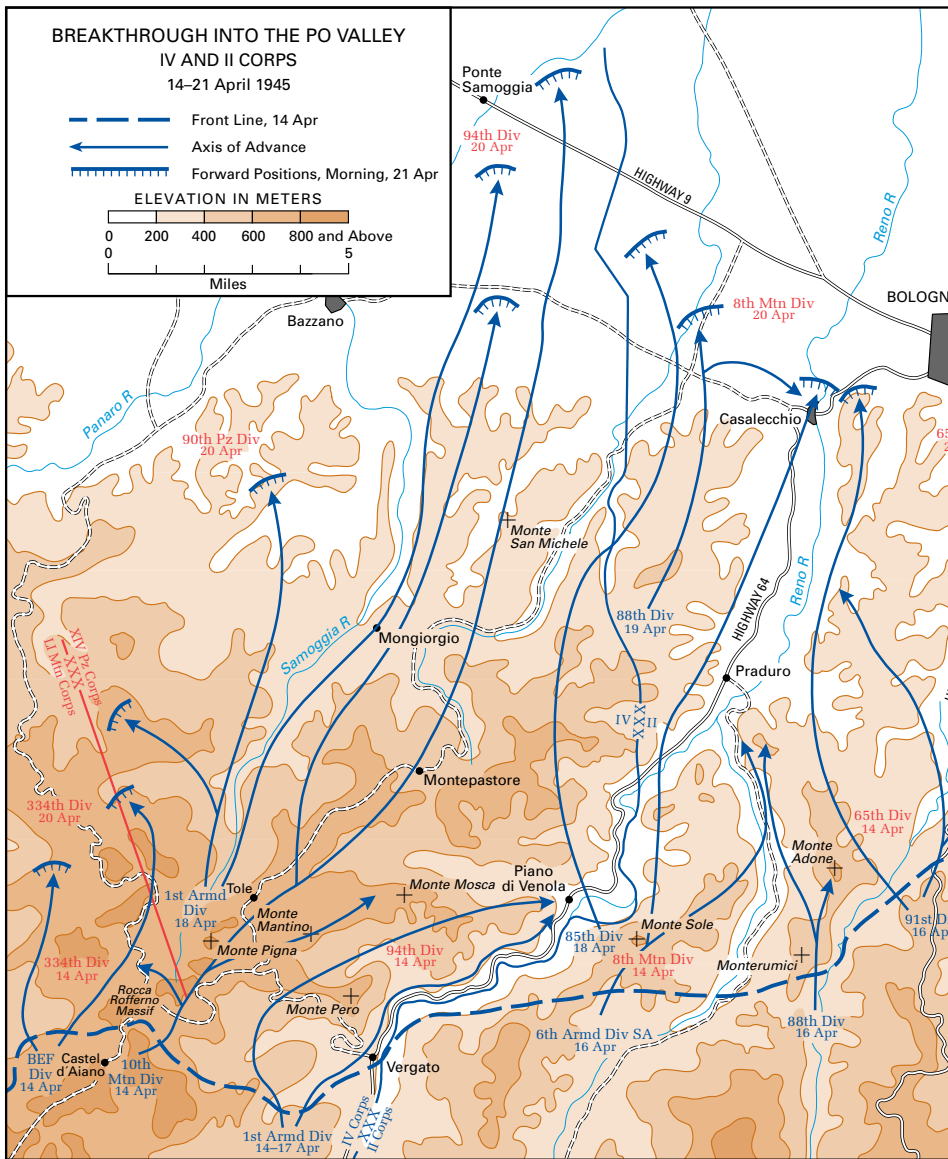 BREAKTHROUGH INTO THE PO VALLEY
IV AND II CORPS
14–21 April 1945
Front Line, 14 Apr
Axis of Advance
Forward Positions, Morning, 21 Apr
ELEVATION IN METERS
0 200 400 600 800 and Above
0 5
Miles
Ponte
Samoggia
94th Div
20 Apr
HIGHWAY 9
Reno R
BOLOGN
8th Mtn Div
20 Apr
Bazzano
Panaro R
Casalecchio
90th Pz Div
20 Apr
65
2
Monte
San Michele
HIGHWAY 64
Reno R
88th Div
19 Apr
Samoggia R
Mongiorgio
XIV Pz Corps
XXX
LI Mtn Corps
Praduro
IV XXX II
Montepastore
334th Div
20 Apr
65th Div
14 Apr
Monte
Adone
Piano
di Venola
1st Armd
Div
18 Apr
Tole
Monte Mosca
Monte
Mantino
91st D
16 Apr
Monte Sole
85th Div
18 Apr
Monte Pigna
94th Div
14 Apr
8th Mtn Div
14 Apr
Monterumici
334th Div
14 Apr
Rocca
Rofferno
Massif
Monte Pero
88th Div
16 Apr
6th Armd Div SA
16 Apr
BEF
Div
14 Apr
Castel
d'Aiano
10th
Mtn Div
14 Apr
Vergato
IV Corps
XXX
II Corps
1st Armd Div
14–17 Apr